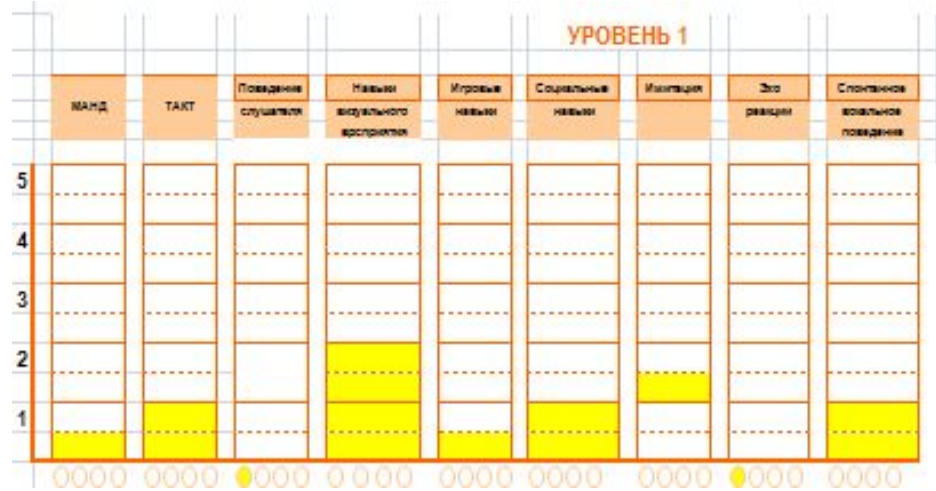 УРОВЕНЬ 1
МАНД
ТАКТ
Поведение
слушателя
Навыки
визуального
врсприятия
Игровые
навыки
Социальные
навыки
Имитация
Эхо
реакции
Спонтанное
вокальное
поведение
5
4
3
2
1